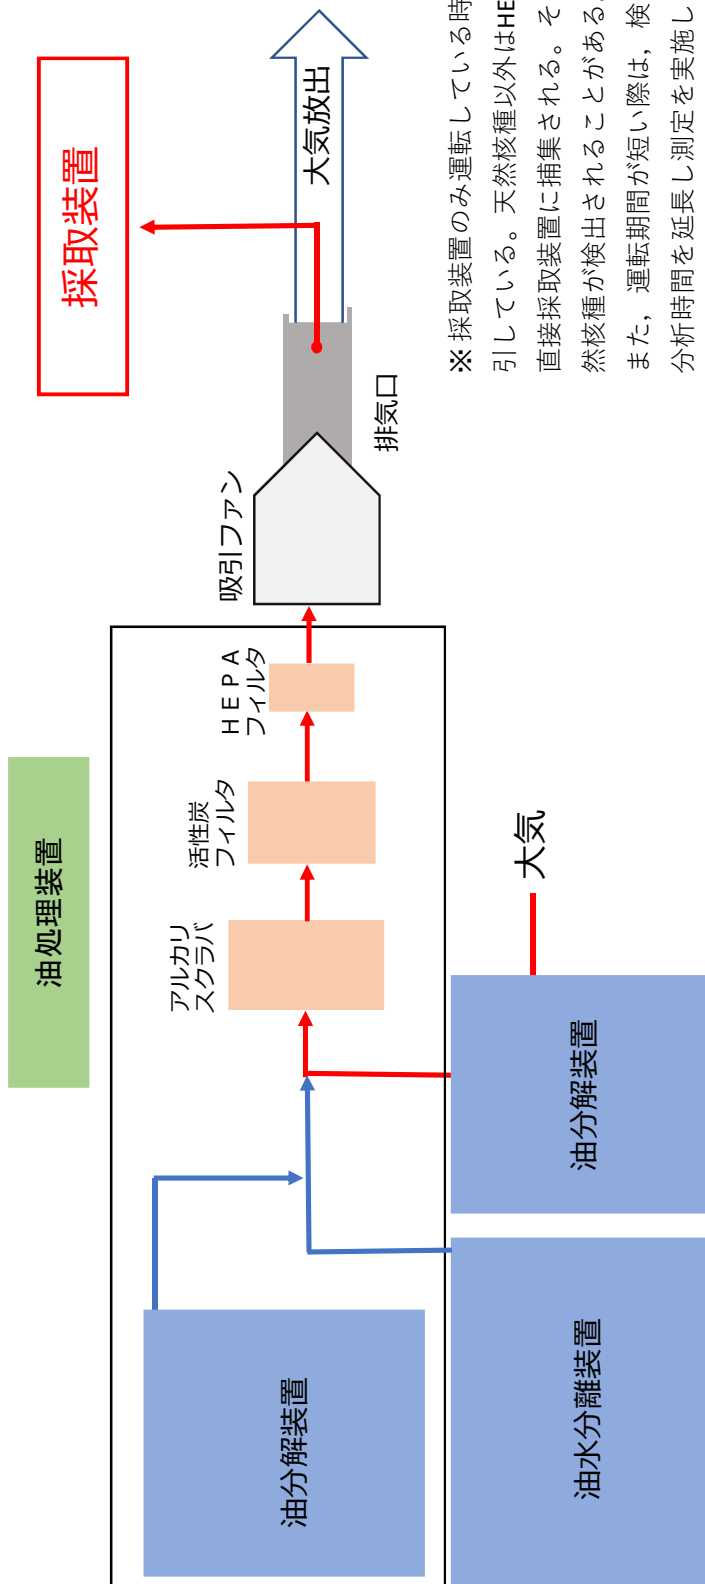 油処理装置
油分解装置
油水分離装置
油分解装置
大気
アルカリ
スクラバ
活性炭
フィルタ
ＨＥＰＡ
フィルタ
吸引ファン
排気口
採取装置
大気放出
※ 採取装置のみ運転している時
引している。天然核種以外はHE
直接採取装置に捕集される。そ
然核種が検出されることがある。
また，運転期間が短い際は，検
分析時間を延長し測定を実施し